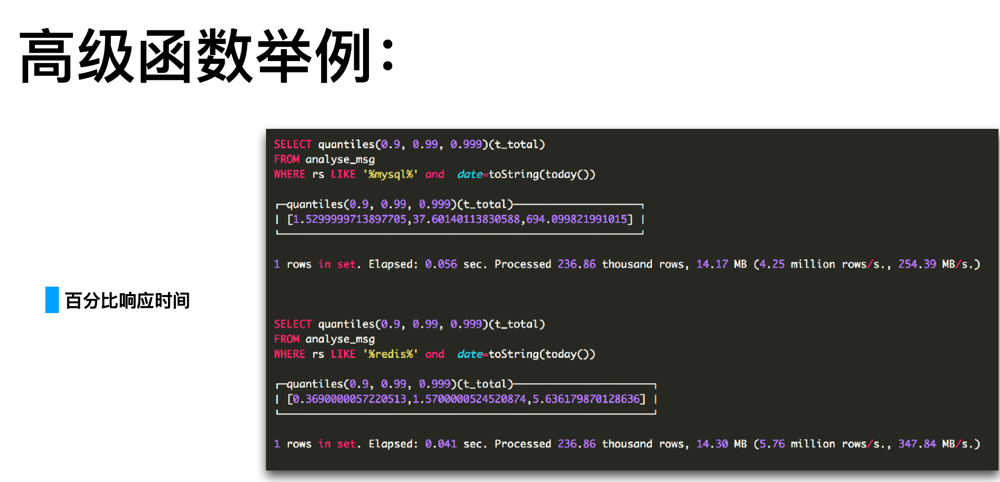 高级函数举例：
百分比响应时间
SELECT quantiles(0.9, 0.99, 0.999)(t_total)
FROM analyse_msg
WHERE rs LIKE '%mysql%' and  date=toString(today())
┌─quantiles(0.9, 0.99, 0.999)(t_total)─────────────────────┐
| [1.5299999713897705,37.60140113830588,694.099821991015] |
└──────────────────────────────────────────────────────────┘
1 rows in set. Elapsed: 0.056 sec. Processed 236.86 thousand rows, 14.17 MB (4.25 million rows/s., 254.39 MB/s.)
SELECT quantiles(0.9, 0.99, 0.999)(t_total)
FROM analyse_msg
WHERE rs LIKE '%redis%' and  date=toString(today())
┌─quantiles(0.9, 0.99, 0.999)(t_total)───────────────────────┐
| [0.3690000057220513,1.5700000524520874,5.636179870128636] |
└────────────────────────────────────────────────────────────┘
1 rows in set. Elapsed: 0.041 sec. Processed 236.86 thousand rows, 14.30 MB (5.76 million rows/s., 347.84 MB/s.)